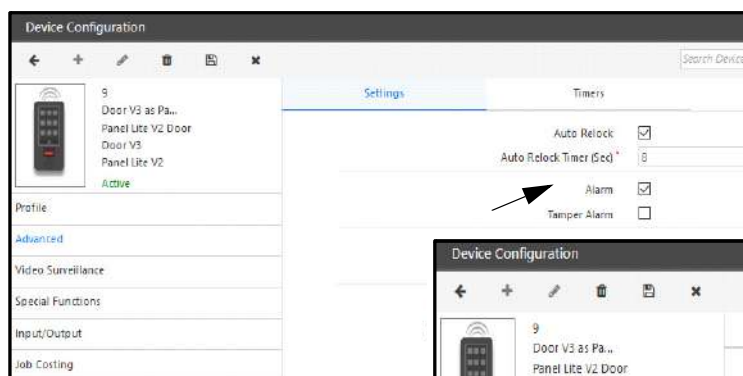 Device Configuration
Search Device
9
Door V3 as Pa...
Panel Lite V2 Door
Door V3
Panel Lite V2
Active
Profile
Advanced
Video Surveillance
Special Functions
Input/Output
Job Costing
Settings
Timers
Auto Relock
Auto Relock Timer (Sec) *
8
Alarm
Tamper Alarm
Device Configuration
9
Door V3 as Pa...
Panel Lite V2 Door